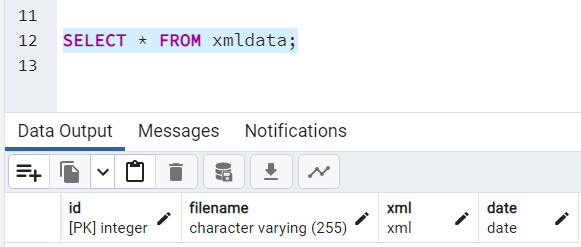 11
12 SELECT * FROM xmldata;
13
Data Output Messages Notifications
id filename xml date
[PK] integer character varying (255) xml date